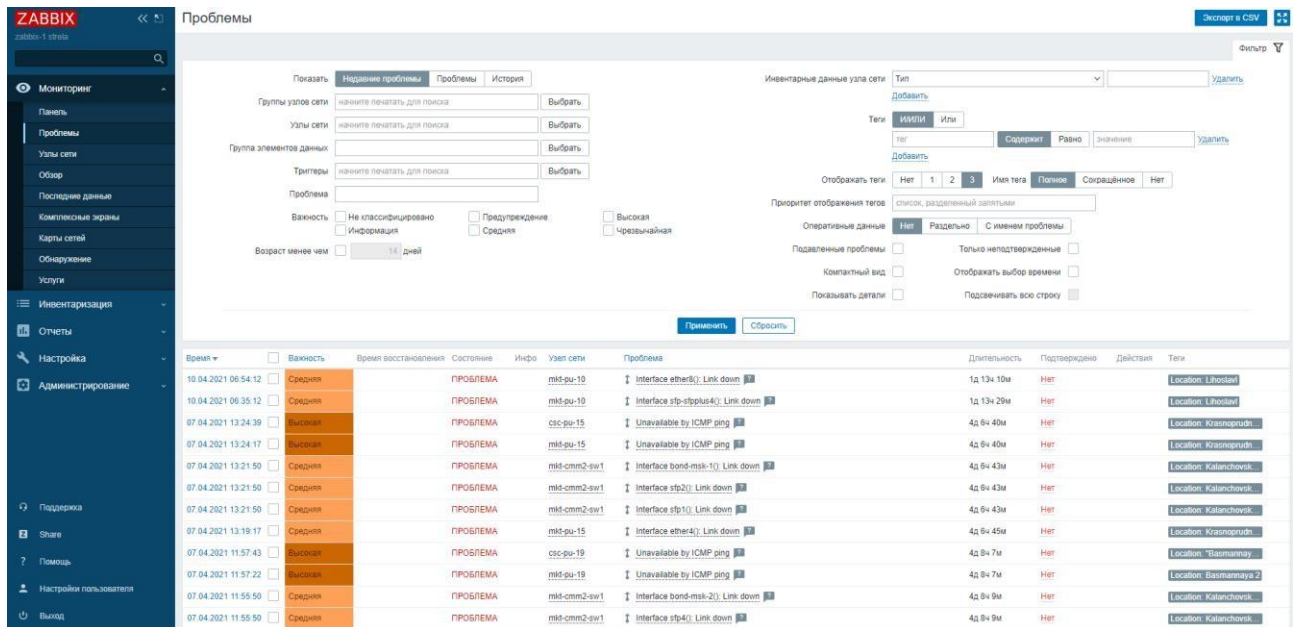 ZABBIX
zabbix-1 strela
Мониторинг
Панель
Проблемы
Узлы сети
Обзор
Последние данные
Комплексные экраны
Карты сетей
Обнаружение
Услуги
Инвентаризация
Отчеты
Настройка
Администрирование
Поддержка
Share
Помощь
Настройки пользователя
Выход
Проблемы
Экспорт в CSV
Фильтр
Показать Недавние проблемы Проблемы История
Группы узлов сети начните печатать для поиска Выбрать
Узлы сети начните печатать для поиска Выбрать
Группа элементов данных Выбрать
Триггеры начните печатать для поиска Выбрать
Проблема
Важность Не классифицировано Предупреждение Высокая
Информация Средняя Чрезвычайная
Возраст менее чем 14 дней
Инвентарные данные узла сети Тип Удалить
Добавить
Теги И/ИЛИ Или
тег Содержит Равно значение Удалить
Добавить
Отображать теги Нет 1 2 3 Имя тега Полное Сокращённое Нет
Приоритет отображения тегов список, разделенный запятыми
Оперативные данные Нет Раздельно С именем проблемы
Подавленные проблемы Только неподтвержденные
Компактный вид Отображать выбор времени
Показывать детали Подсвечивать всю строку
Применить Сбросить
Время Важность Время восстановления Состояние Инфо Узел сети Проблема Длительность Подтверждено Действия Теги
10.04.2021 06:54:12 Средняя ПРОБЛЕМА mkt-pu-10 Interface ether8(): Link down ? 1д 13ч 10м Нет Location: Lihoslavl
10.04.2021 06:35:12 Средняя ПРОБЛЕМА mkt-pu-10 Interface sfp-sfpplus4(): Link down ? 1д 13ч 29м Нет Location: Lihoslavl
07.04.2021 13:24:39 Высокая ПРОБЛЕМА csc-pu-15 Unavailable by ICMP ping ? 4д 6ч 40м Нет Location: Krasnoprudn...
07.04.2021 13:24:17 Высокая ПРОБЛЕМА mkt-pu-15 Unavailable by ICMP ping ? 4д 6ч 40м Нет Location: Krasnoprudn...
07.04.2021 13:21:50 Средняя ПРОБЛЕМА mkt-cmm2-sw1 Interface bond-msk-1(): Link down ? 4д 6ч 43м Нет Location: Kalanchovsk...
07.04.2021 13:21:50 Средняя ПРОБЛЕМА mkt-cmm2-sw1 Interface sfp2(): Link down ? 4д 6ч 43м Нет Location: Kalanchovsk...
07.04.2021 13:21:50 Средняя ПРОБЛЕМА mkt-cmm2-sw1 Interface sfp1(): Link down ? 4д 6ч 43м Нет Location: Kalanchovsk...
07.04.2021 13:19:17 Средняя ПРОБЛЕМА mkt-pu-15 Interface ether4(): Link down ? 4д 6ч 45м Нет Location: Krasnoprudn...
07.04.2021 11:57:43 Высокая ПРОБЛЕМА csc-pu-19 Unavailable by ICMP ping ? 4д 8ч 7м Нет Location: "Basmannay...
07.04.2021 11:57:22 Высокая ПРОБЛЕМА mkt-pu-19 Unavailable by ICMP ping ? 4д 8ч 7м Нет Location: Basmannaya 2
07.04.2021 11:55:50 Средняя ПРОБЛЕМА mkt-cmm2-sw1 Interface bond-msk-2(): Link down ? 4д 8ч 9м Нет Location: Kalanchovsk...
07.04.2021 11:55:50 Средняя ПРОБЛЕМА mkt-cmm2-sw1 Interface sfp4(): Link down ? 4д 8ч 9м Нет Location: Kalanchovsk...